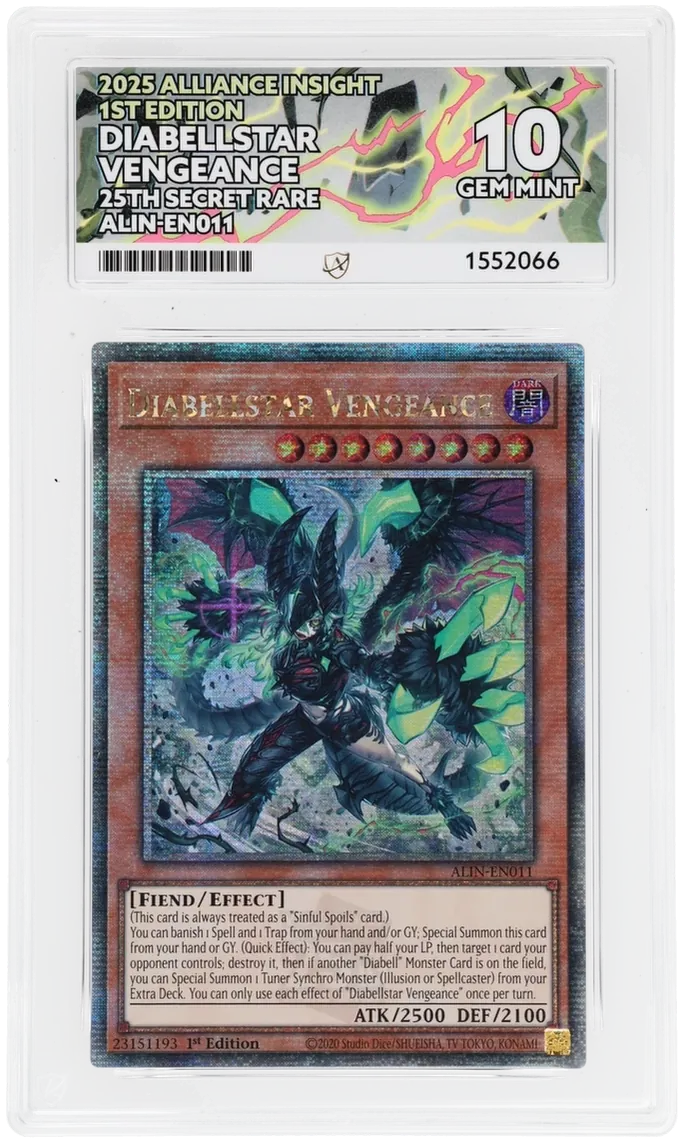 2025 ALLIANCE INSIGHT
1ST EDITION
DIABELLSTAR
VENGEANCE
25TH SECRET RARE
ALIN-EN011
10
GEM MINT
1552066
DIABELLSTAR VENGEANCE
DARK
闇
ALIN-EN011
[FIEND/EFFECT]
(This card is always treated as a "Sinful Spoils" card.)
You can banish 1 Spell and 1 Trap from your hand and/or GY; Special Summon this card
from your hand or GY. (Quick Effect): You can pay half your LP, then target 1 card your
opponent controls; destroy it, then if another "Diabell" Monster Card is on the field,
you can Special Summon 1 Tuner Synchro Monster (Illusion or Spellcaster) from your
Extra Deck. You can only use each effect of "Diabellstar Vengeance" once per turn.
ATK/2500 DEF/2100
23151193 1st Edition
©2020 Studio Dice/SHUEISHA, TV TOKYO, KONAMI